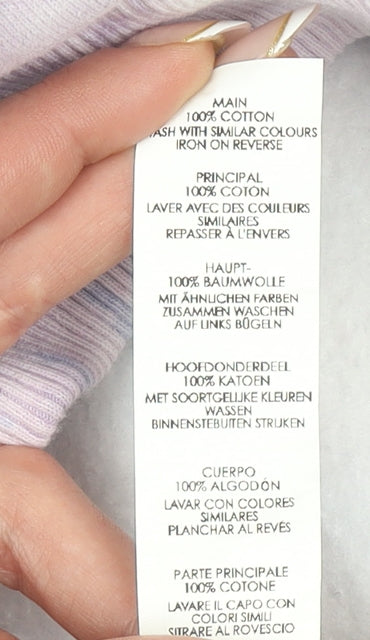 MAIN
100% COTTON
WASH WITH SIMILAR COLOURS
IRON ON REVERSE
PRINCIPAL
100% COTON
LAVER AVEC DES COULEURS
SIMILAIRES
REPASSER À L'ENVERS
HAUPT-
100% BAUMWOLLE
MIT ÄHNLICHEN FARBEN
ZUSAMMEN WASCHEN
AUF LINKS BÜGELN
HOOFDONDERDEEL
100% KATOEN
MET SOORTGELIJKE KLEUREN
WASSEN
BINNENSTEBUITEN STRIJKEN
CUERPO
100% ALGODÓN
LAVAR CON COLORES
SIMILARES
PLANCHAR AL REVÉS
PARTE PRINCIPALE
100% COTONE
LAVARE IL CAPO CON
COLORI SIMILI
SITRARE AL ROVESCIO